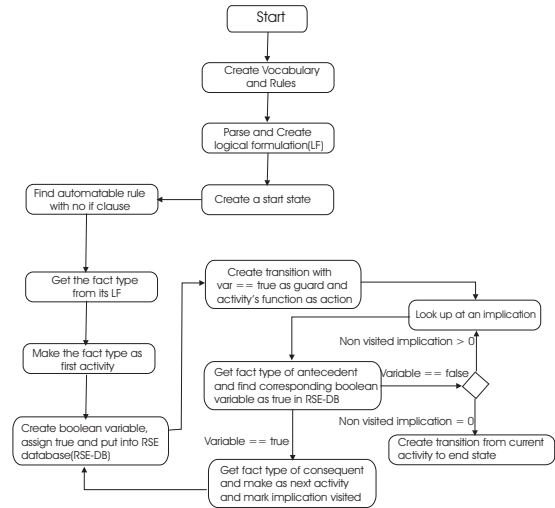 Start
Create Vocabulary
and Rules
Parse and Create
logical formulation(LF)
Create a start state
Find automatable rule
with no if clause
Get the fact type
from its LF
Make the fact type as
first activity
Create boolean variable,
assign true and put into RSE
database(RSE-DB)
Create transition with
var == true as guard and
activity's function as action
Look up at an implication
Non visited implication > 0
Get fact type of antecedent
and find corresponding boolean
variable as true in RSE-DB
Variable == false
Variable == true
Non visited implication = 0
Create transition from current
activity to end state
Get fact type of consequent
and make as next activity
and mark implication visited